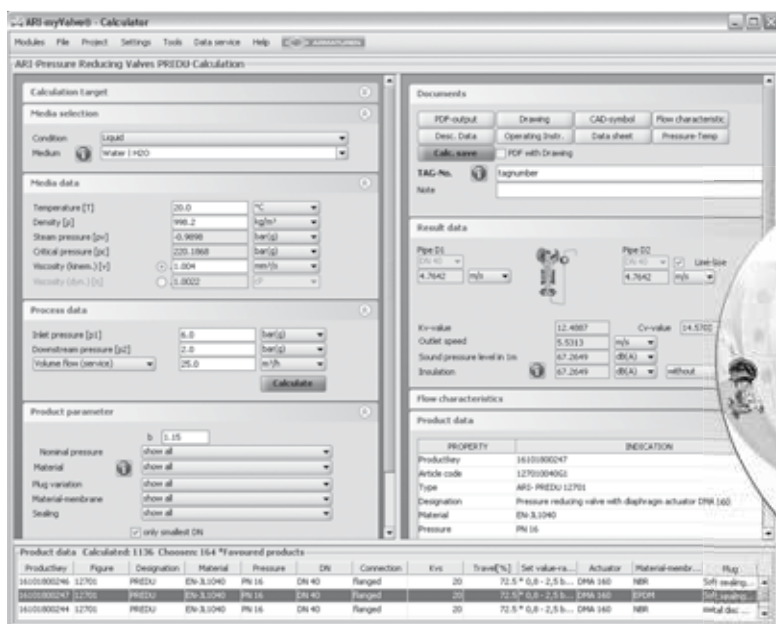 ARI-myValve® - Calculator
Modules File Project Settings Tools Data service Help ARMATUREN
ARI-Pressure Reducing Valves PREDU-Calculation
Calculation target
Media selection
Condition Liquid
Medium Water | H2O
Media data
Temperature [T] 20.0 °C
Density [ρ] 998.2 kg/m³
Steam pressure [pv] -0.9898 bar(g)
Critical pressure [pc] 220.1868 bar(g)
Viscosity (kinem.) [ν] 1.004 mm²/s
Viscosity (dyn.) [η] 1.0022 cP
Process data
Inlet pressure [p1] 6.0 bar(g)
Downstream pressure [p2] 2.0 bar(g)
Volume flow (service) 25.0 m³/h
Calculate
Product parameter
b 1.15
Nominal pressure show all
Material show all
Plug variation show all
Material-membrane show all
Sealing show all
only smallest DN
Documents
PDF-output Drawing CAD-symbol Flow characteristic
Desc. Data Operating Instr. Data sheet Pressure-Temp
Calc. save PDF with Drawing
TAG-No. tagnumber
Note
Result data
Pipe D1 Pipe D2
DN 40 DN 40 Line-Size
4.7642 m/s 4.7642 m/s
Kv-value 12.4887 Cv-value
Outlet speed 5.5313 m/s
Sound pressure level in 1m 67.2649 dB(A)
Insulation 67.2649 dB(A) without
Flow characteristics
Product data
PROPERTY INDICATION
Productkey 16101800247
Article code
Type ARI- PREDU 12701
Designation Pressure reducing valve with diaphragm actuator DMA 160
Material EN-JL1040
Pressure PN 16
Product data Calculated: 1136 Choosen: 164 *Favoured products
Productkey Figure Designation Material Pressure DN Connection Kvs Travel[%] Set value-ra... Actuator Material-membr... Plug
16101800246 12701 PREDU EN-JL1040 PN 16 DN 40 flanged 20 72.5 * 0,8 - 2,5 b... DMA 160 NBR Soft sealing...
16101800247 12701 PREDU EN-JL1040 PN 16 DN 40 flanged 20 72.5 * 0,8 - 2,5 b... DMA 160 EPDM Soft sealing...
16101800244 12701 PREDU EN-JL1040 PN 16 DN 40 flanged 20 72.5 * 0,8 - 2,5 b... DMA 160 NBR metal disc ...